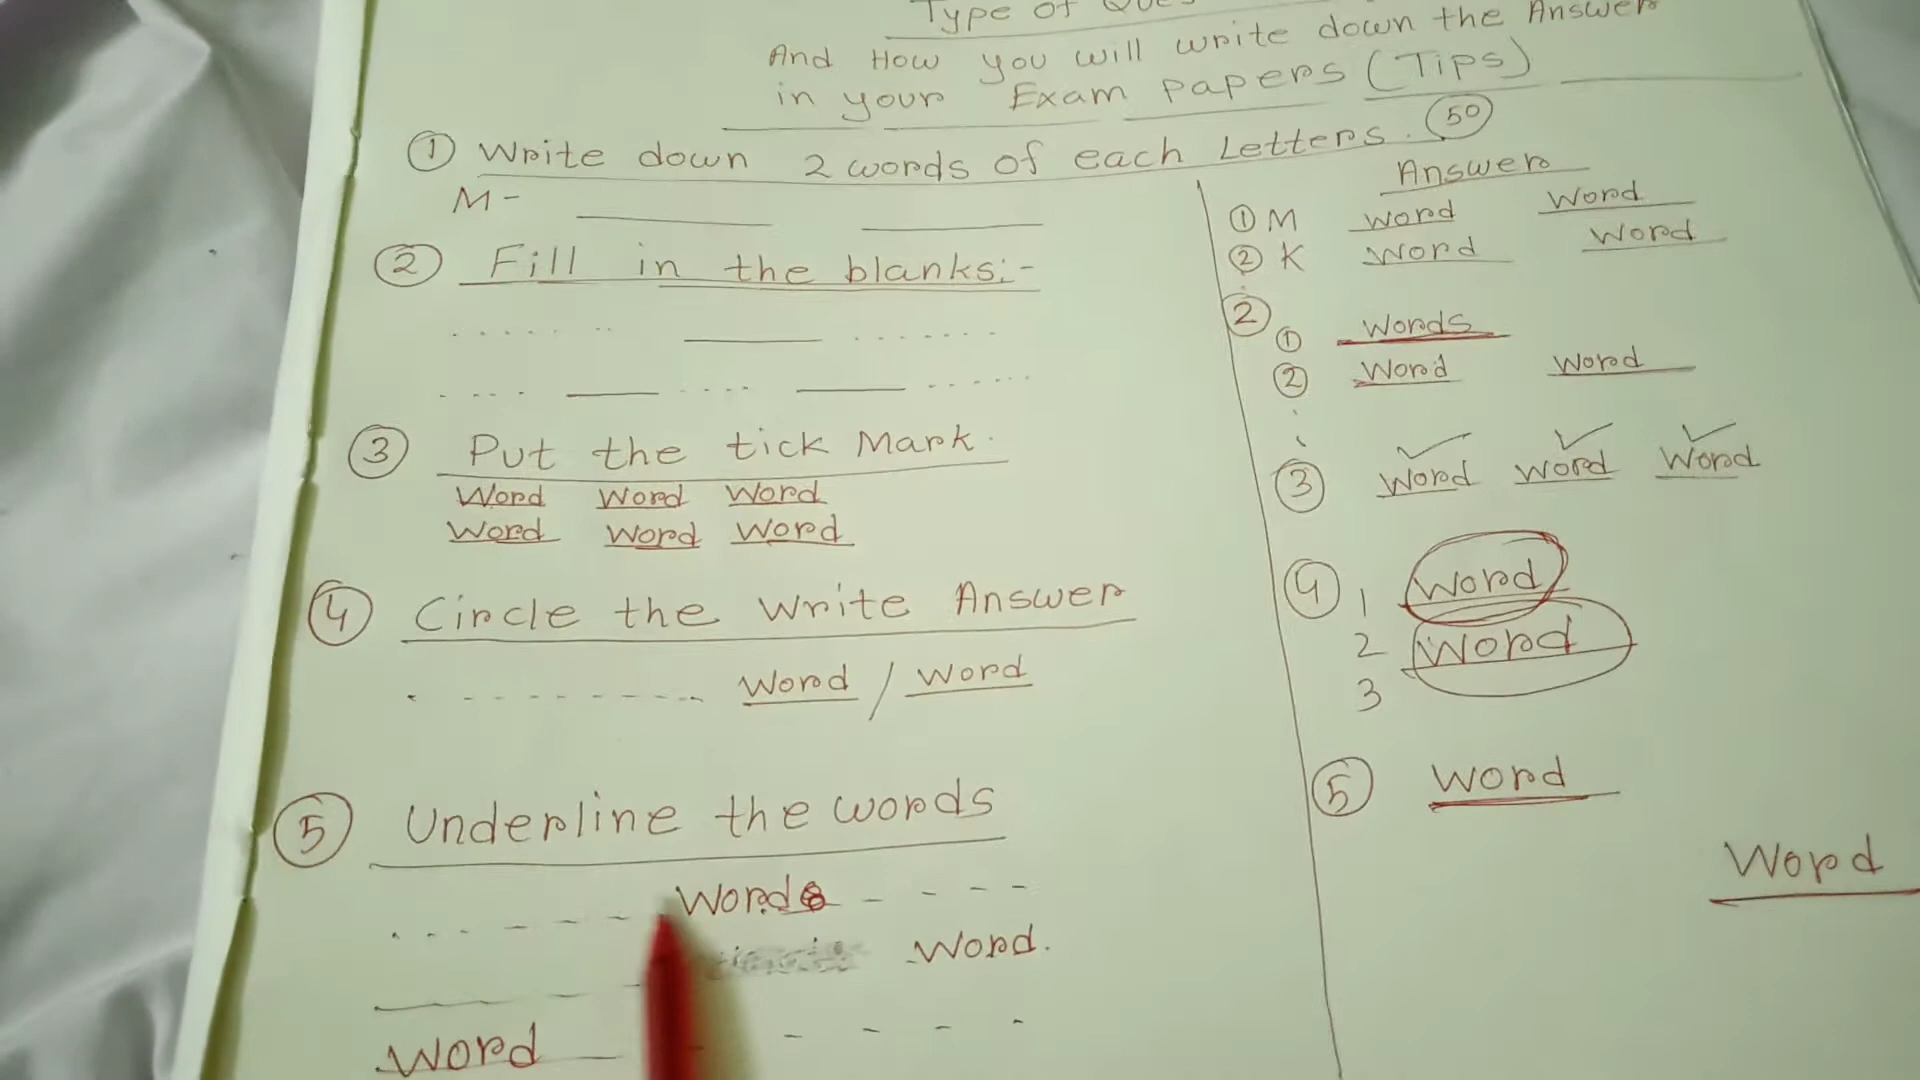 Type of
And How you will write down the Answer
in your Exam papers (Tips)
① Write down 2 words of each Letters. 50
M-
② Fill in the blanks:-
③ Put the tick Mark.
Word Word Word
Word Word Word
④ Circle the Write Answer
Word / Word
⑤ Underline the words
Words
Word.
Word
Answer
① M Word Word
② K Word Word
②
① Words
② Word Word
③ Word Word Word
④ 1 Word
2 Word
3
⑤ Word
Word